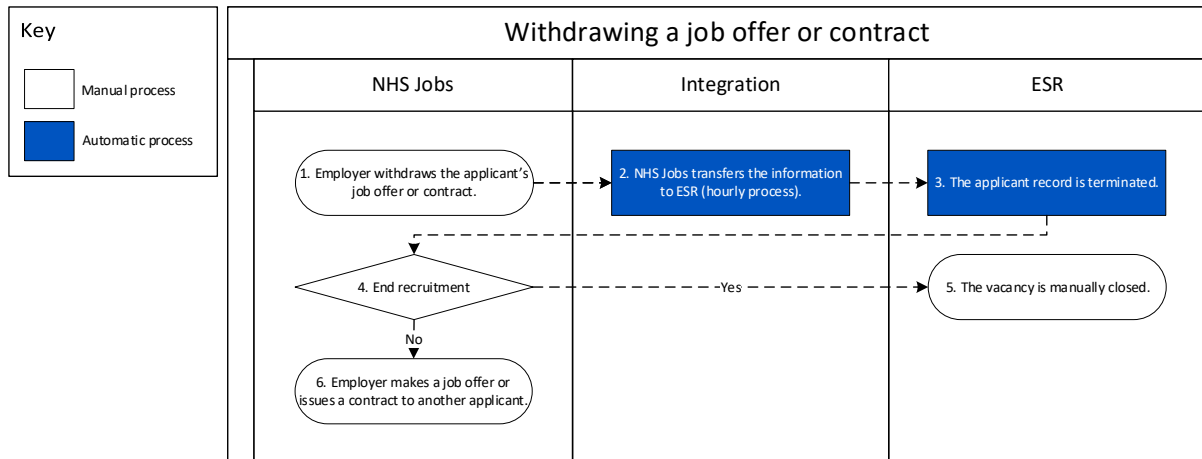 Key
Manual process
Automatic process
Withdrawing a job offer or contract
NHS Jobs
Integration
ESR
1. Employer withdraws the applicant's
job offer or contract.
2. NHS Jobs transfers the information
to ESR (hourly process).
3. The applicant record is terminated.
4. End recruitment
Yes
5. The vacancy is manually closed.
No
6. Employer makes a job offer or
issues a contract to another applicant.